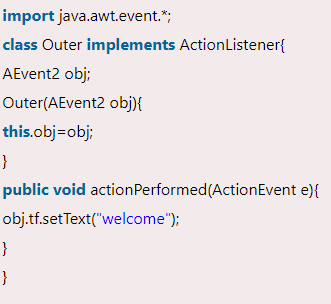 import java.awt.event.*;
class Outer implements ActionListener{
AEvent2 obj;
Outer(AEvent2 obj){
this.obj=obj;
}
public void actionPerformed(ActionEvent e){
obj.tf.setText("welcome");
}
}